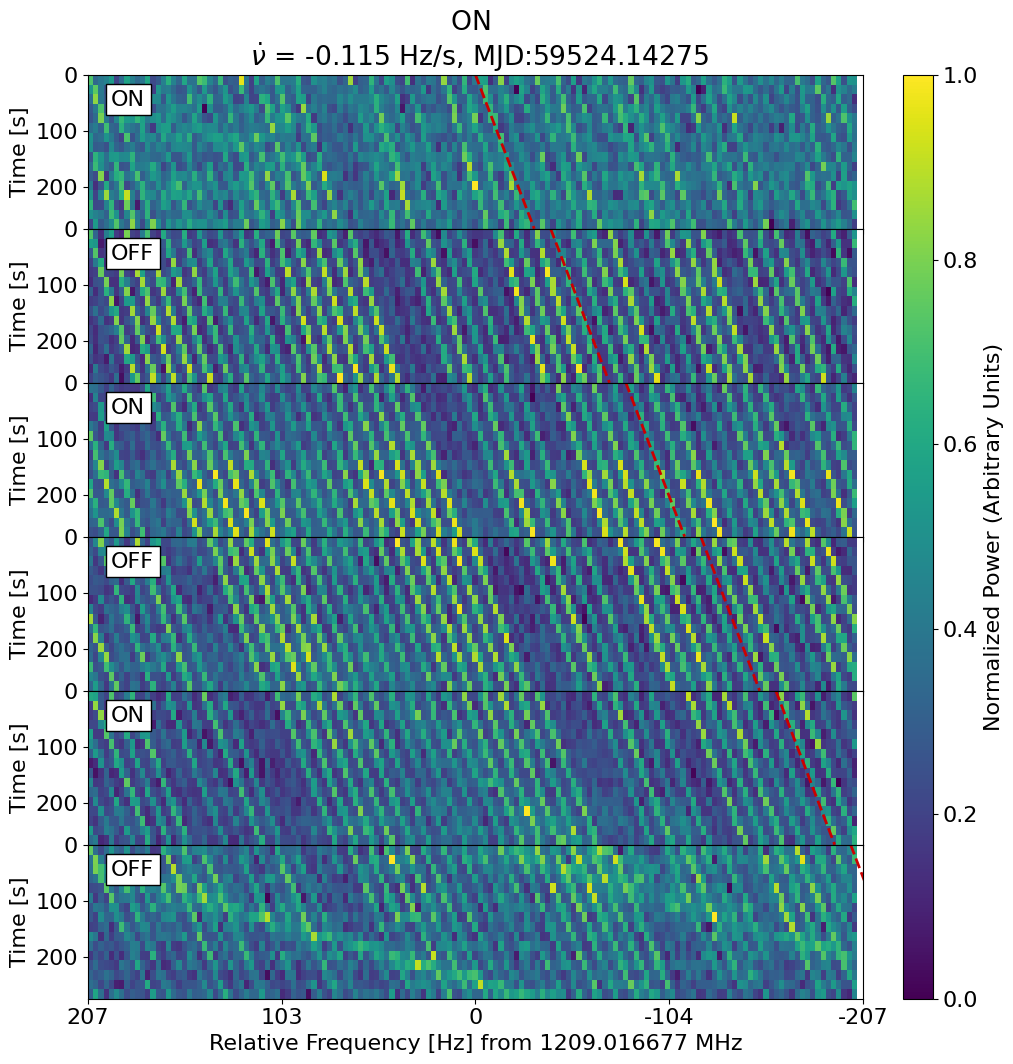 ON
ν̇ = -0.115 Hz/s, MJD:59524.14275
0
100
200
Time [s]
ON
0
100
200
Time [s]
OFF
0
100
200
Time [s]
ON
0
100
200
Time [s]
OFF
0
100
200
Time [s]
ON
0
100
200
Time [s]
OFF
207
103
0
-104
-207
Relative Frequency [Hz] from 1209.016677 MHz
1.0
0.8
0.6
0.4
0.2
0.0
Normalized Power (Arbitrary Units)